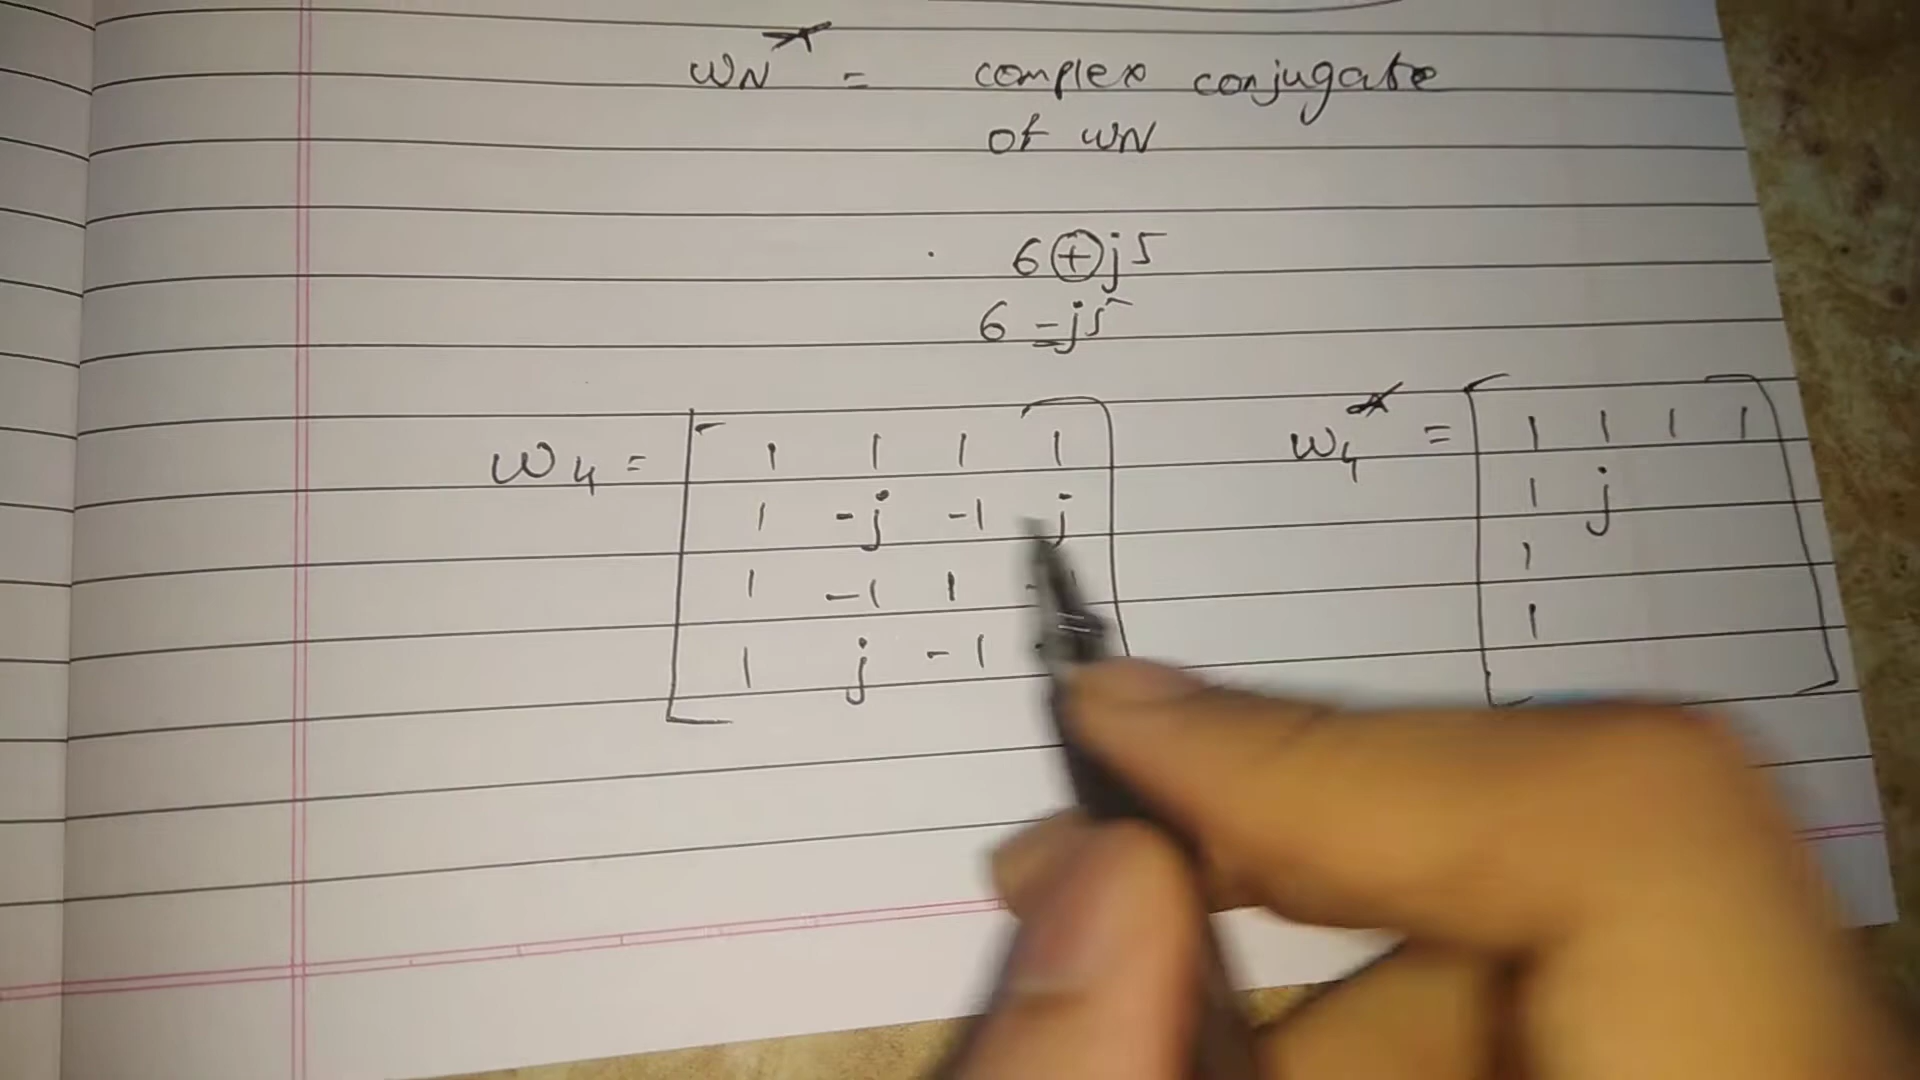 WN* = complex conjugate
of WN
6 + j5
6 - j5
W4 = [ 1 1 1 1
1 -j -1 j
1 -1 1 -1
1 j -1
W4* = [ 1 1 1 1
1 j
1
1 ]